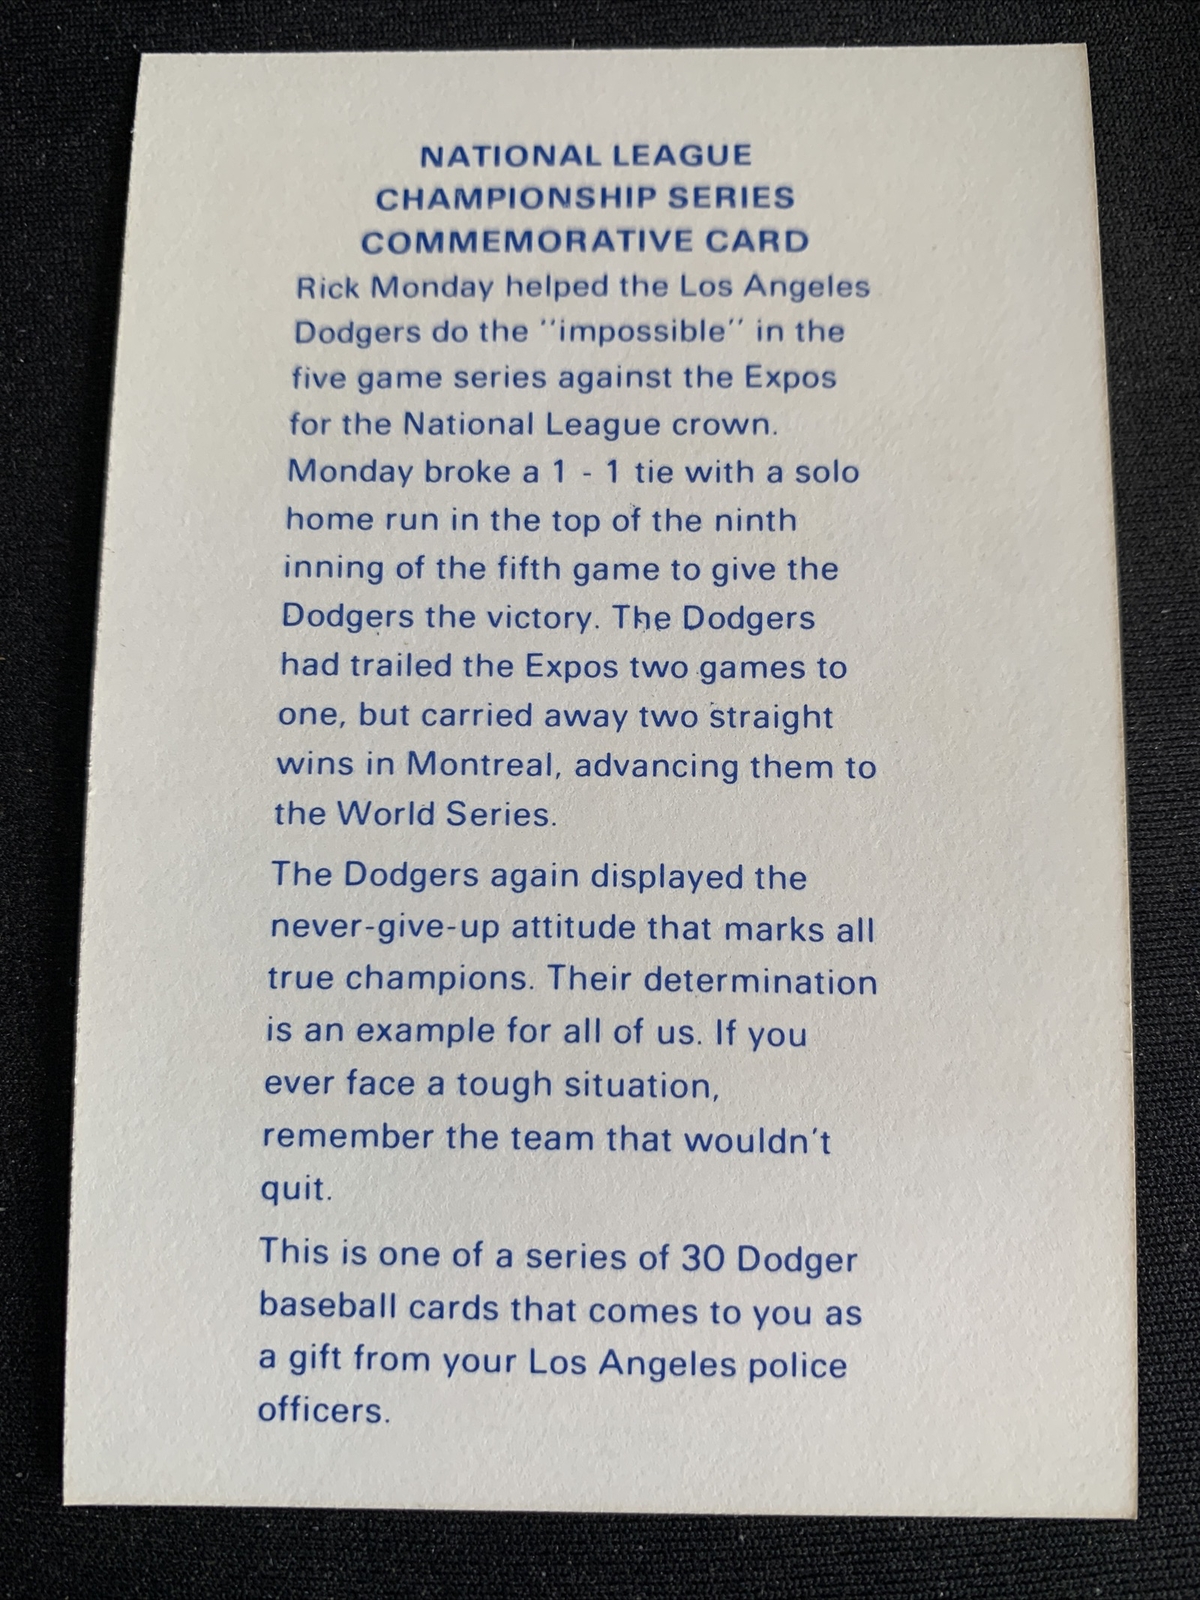 NATIONAL LEAGUE
CHAMPIONSHIP SERIES
COMMEMORATIVE CARD
Rick Monday helped the Los Angeles
Dodgers do the "impossible" in the
five game series against the Expos
for the National League crown.
Monday broke a 1 - 1 tie with a solo
home run in the top of the ninth
inning of the fifth game to give the
Dodgers the victory. The Dodgers
had trailed the Expos two games to
one, but carried away two straight
wins in Montreal, advancing them to
the World Series.
The Dodgers again displayed the
never-give-up attitude that marks all
true champions. Their determination
is an example for all of us. If you
ever face a tough situation,
remember the team that wouldn't
quit.
This is one of a series of 30 Dodger
baseball cards that comes to you as
a gift from your Los Angeles police
officers.